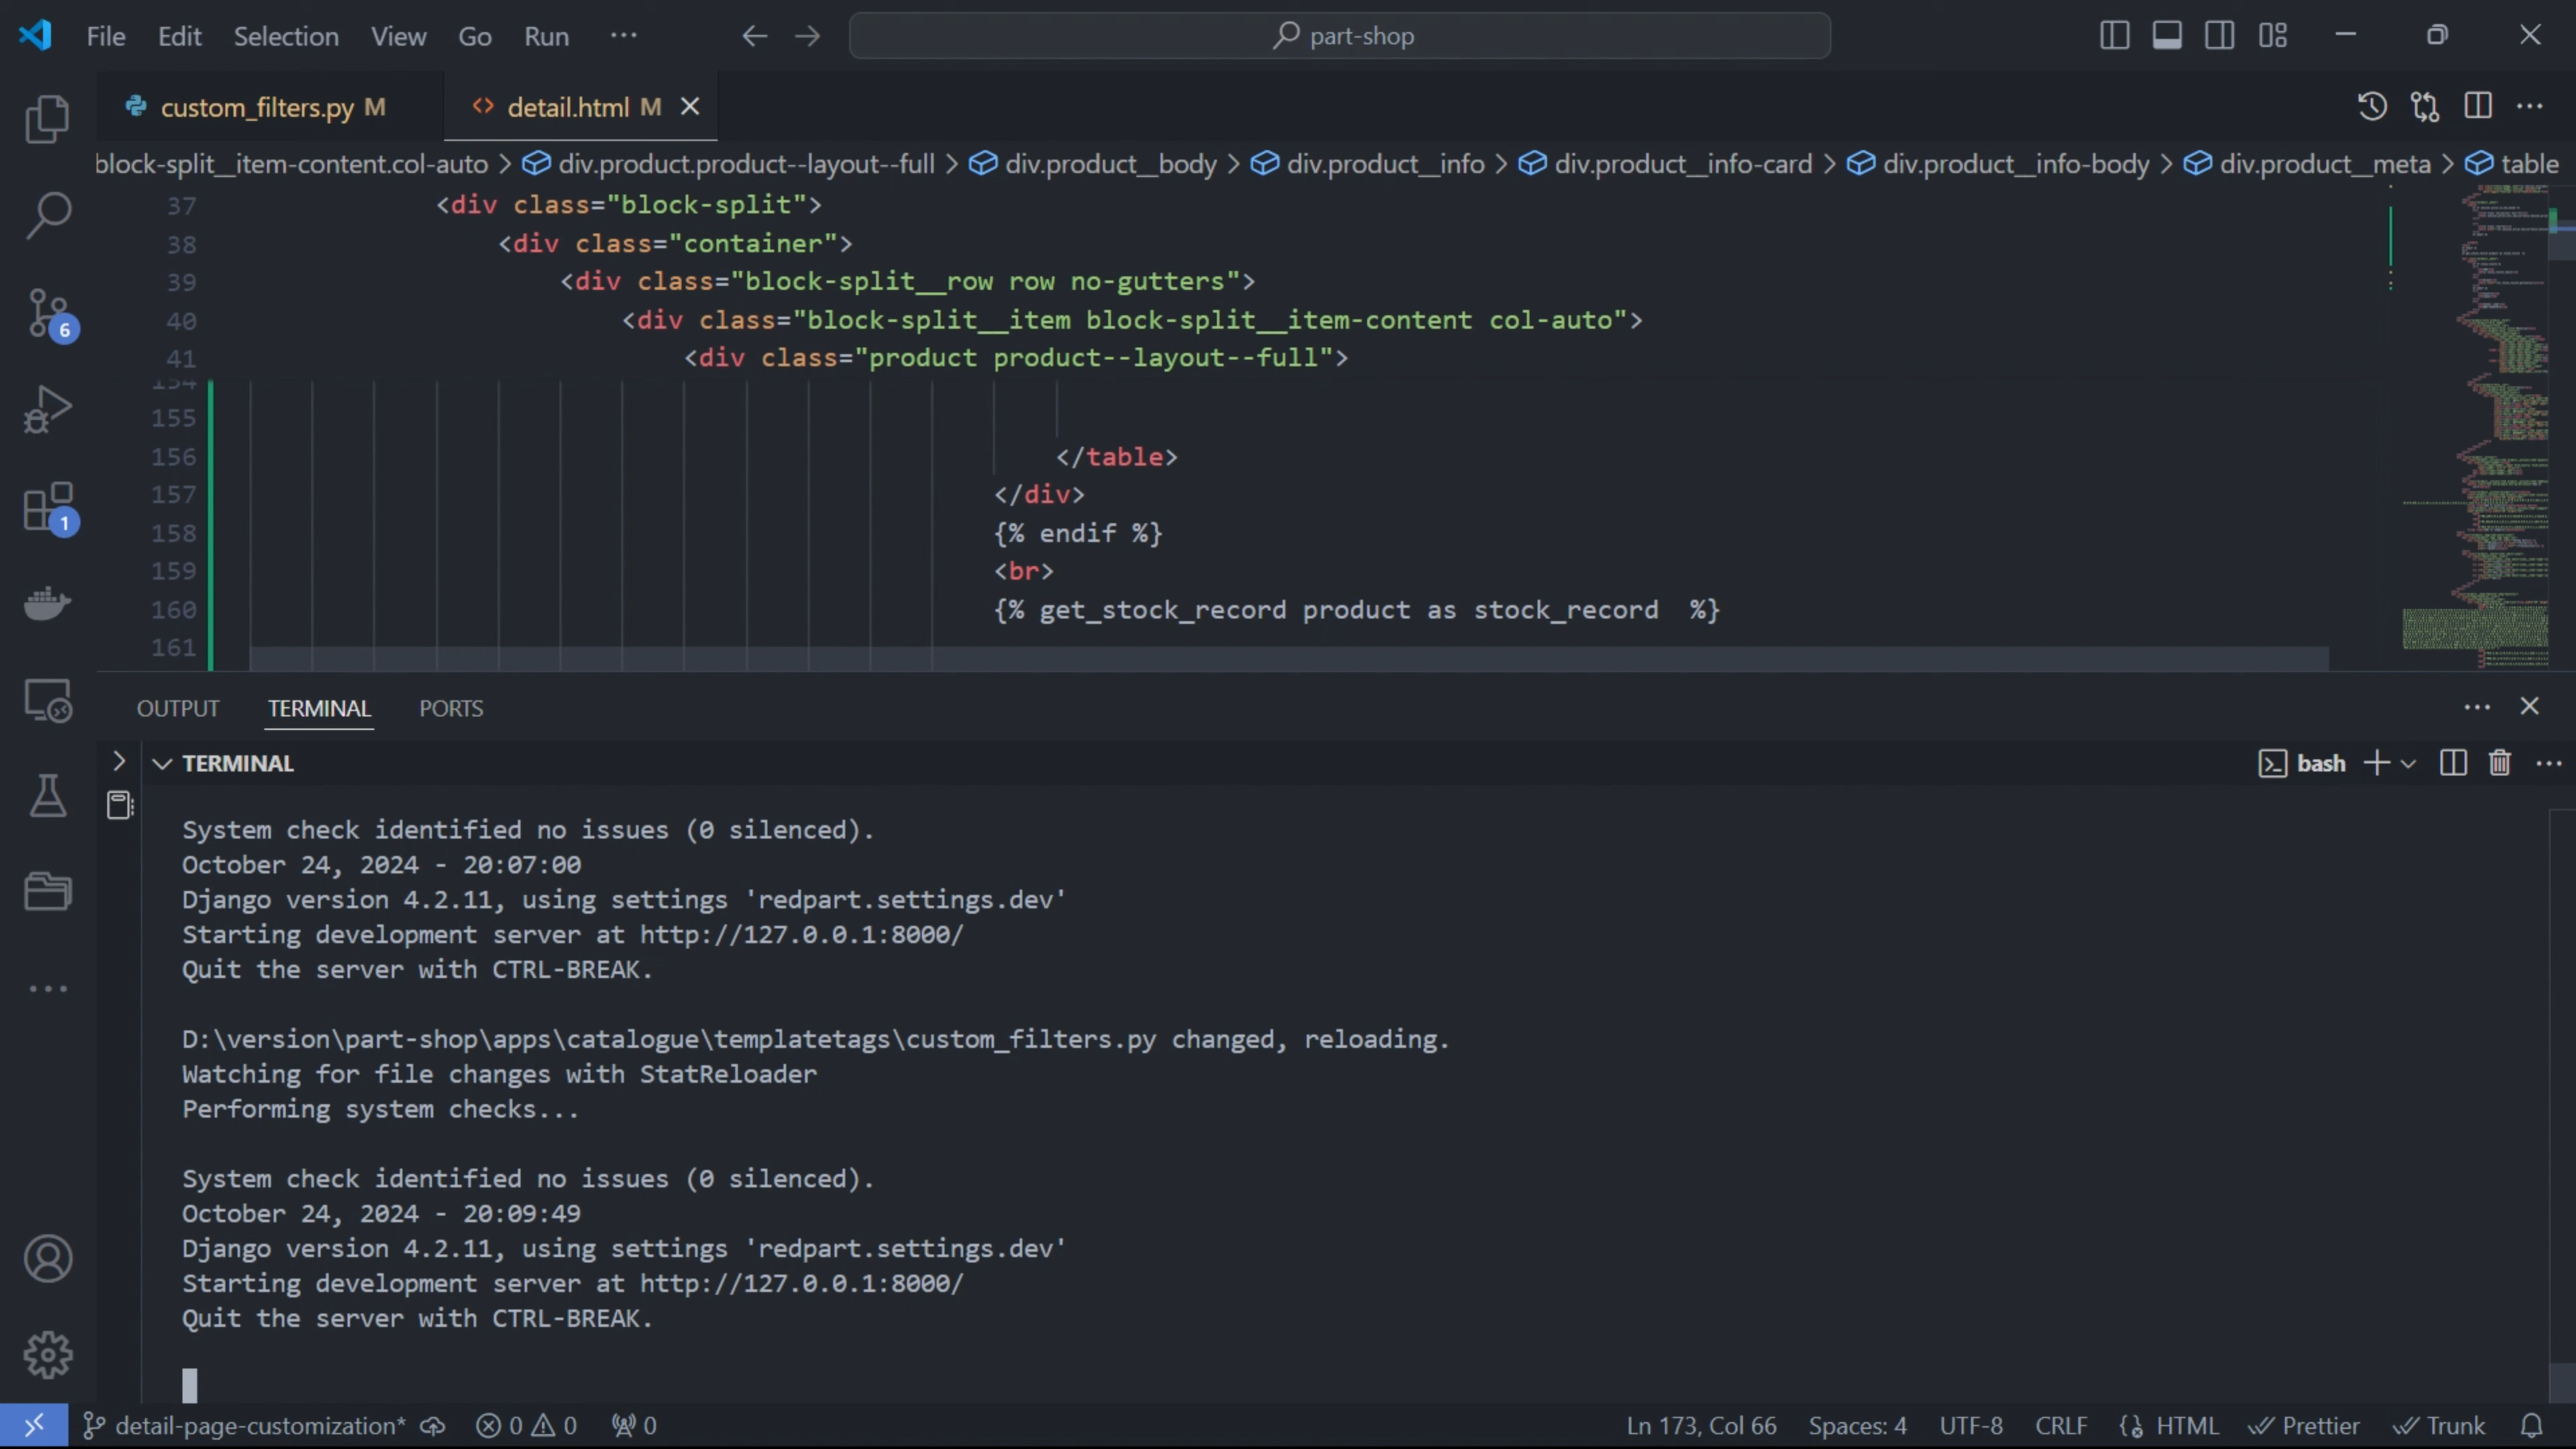 File Edit Selection View Go Run ···
part-shop
custom_filters.py M
detail.html M
block-split__item-content.col-auto > div.product.product--layout--full > div.product__body > div.product__info > div.product__info-card > div.product__info-body > div.product__meta > table
37 <div class="block-split">
38 <div class="container">
39 <div class="block-split__row row no-gutters">
40 <div class="block-split__item block-split__item-content col-auto">
41 <div class="product product--layout--full">
154
155
156 </table>
157 </div>
158 {% endif %}
159 <br>
160 {% get_stock_record product as stock_record  %}
161
6
1
OUTPUT TERMINAL PORTS
TERMINAL
bash
System check identified no issues (0 silenced).
October 24, 2024 - 20:07:00
Django version 4.2.11, using settings 'redpart.settings.dev'
Starting development server at http://127.0.0.1:8000/
Quit the server with CTRL-BREAK.
D:\version\part-shop\apps\catalogue\templatetags\custom_filters.py changed, reloading.
Watching for file changes with StatReloader
Performing system checks...
System check identified no issues (0 silenced).
October 24, 2024 - 20:09:49
Django version 4.2.11, using settings 'redpart.settings.dev'
Starting development server at http://127.0.0.1:8000/
Quit the server with CTRL-BREAK.
detail-page-customization* 0 0 0
Ln 173, Col 66 Spaces: 4 UTF-8 CRLF HTML Prettier Trunk